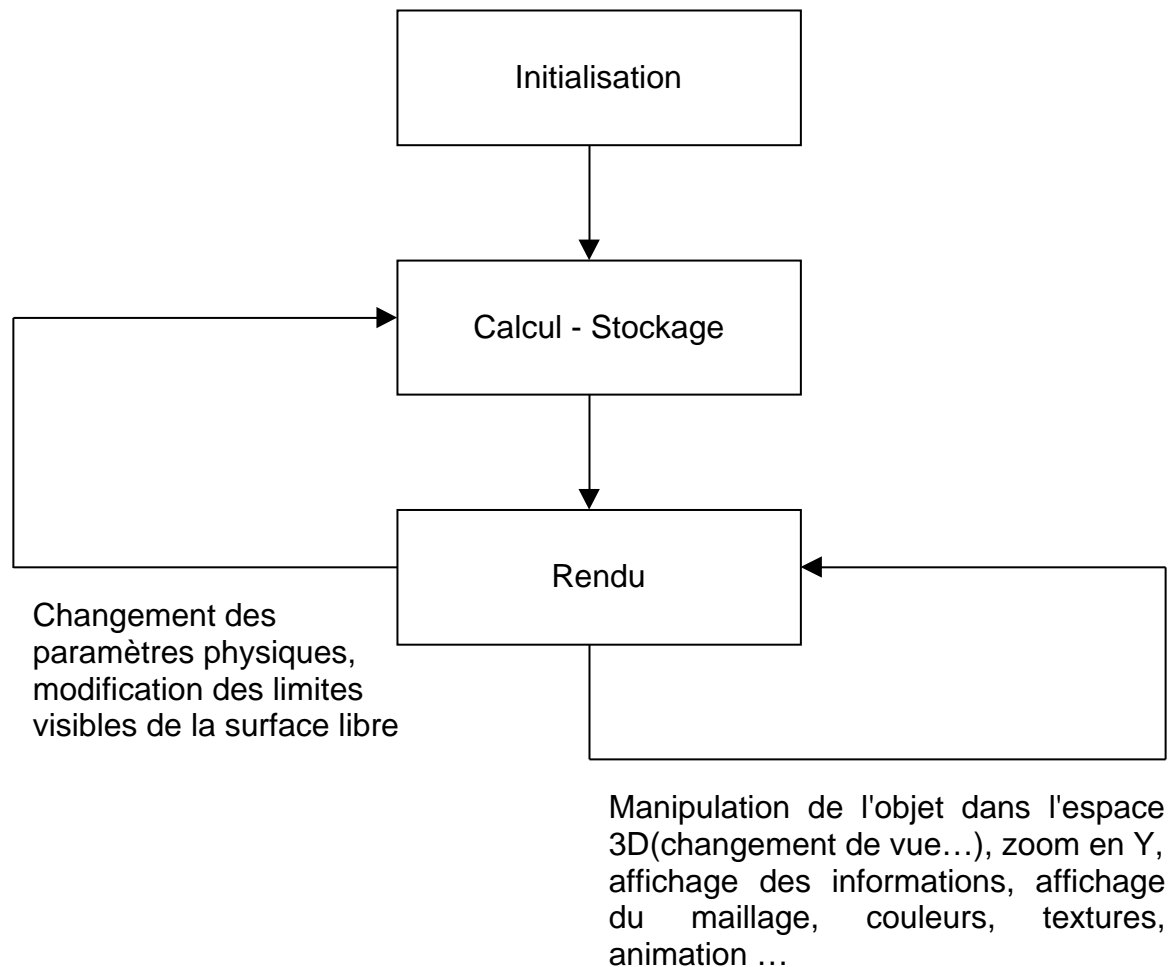 Initialisation
Calcul - Stockage
Rendu
Changement des
paramètres physiques,
modification des limites
visibles de la surface libre
Manipulation de l'objet dans l'espace
3D(changement de vue…), zoom en Y,
affichage des informations, affichage
du maillage, couleurs, textures,
animation …